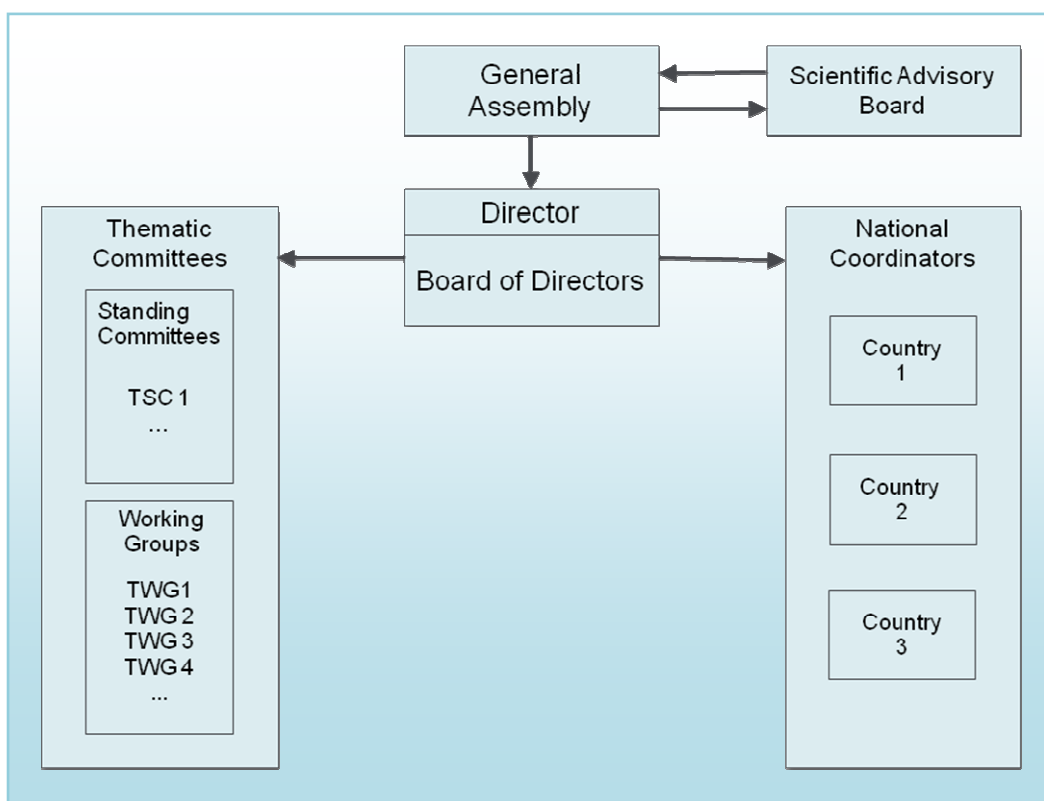 General
Assembly
Scientific Advisory
Board
Director
Board of Directors
Thematic
Committees
Standing
Committees
TSC 1
...
Working
Groups
TWG1
TWG 2
TWG 3
TWG 4
...
National
Coordinators
Country
1
Country
2
Country
3